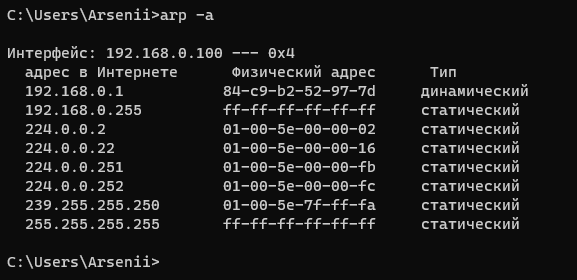 C:\Users\Arsenii>arp -a
Интерфейс: 192.168.0.100 --- 0x4
адрес в Интернете Физический адрес Тип
192.168.0.1 84-c9-b2-52-97-7d динамический
192.168.0.255 ff-ff-ff-ff-ff-ff статический
224.0.0.2 01-00-5e-00-00-02 статический
224.0.0.22 01-00-5e-00-00-16 статический
224.0.0.251 01-00-5e-00-00-fb статический
224.0.0.252 01-00-5e-00-00-fc статический
239.255.255.250 01-00-5e-7f-ff-fa статический
255.255.255.255 ff-ff-ff-ff-ff-ff статический
C:\Users\Arsenii>